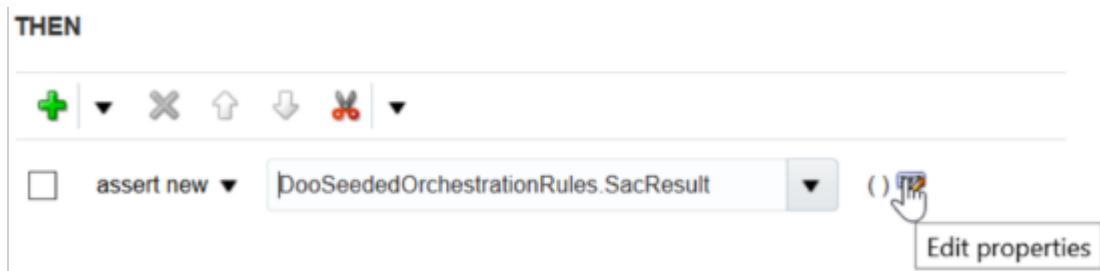 THEN
assert new DooSeededOrchestrationRules.SacResult ()
Edit properties